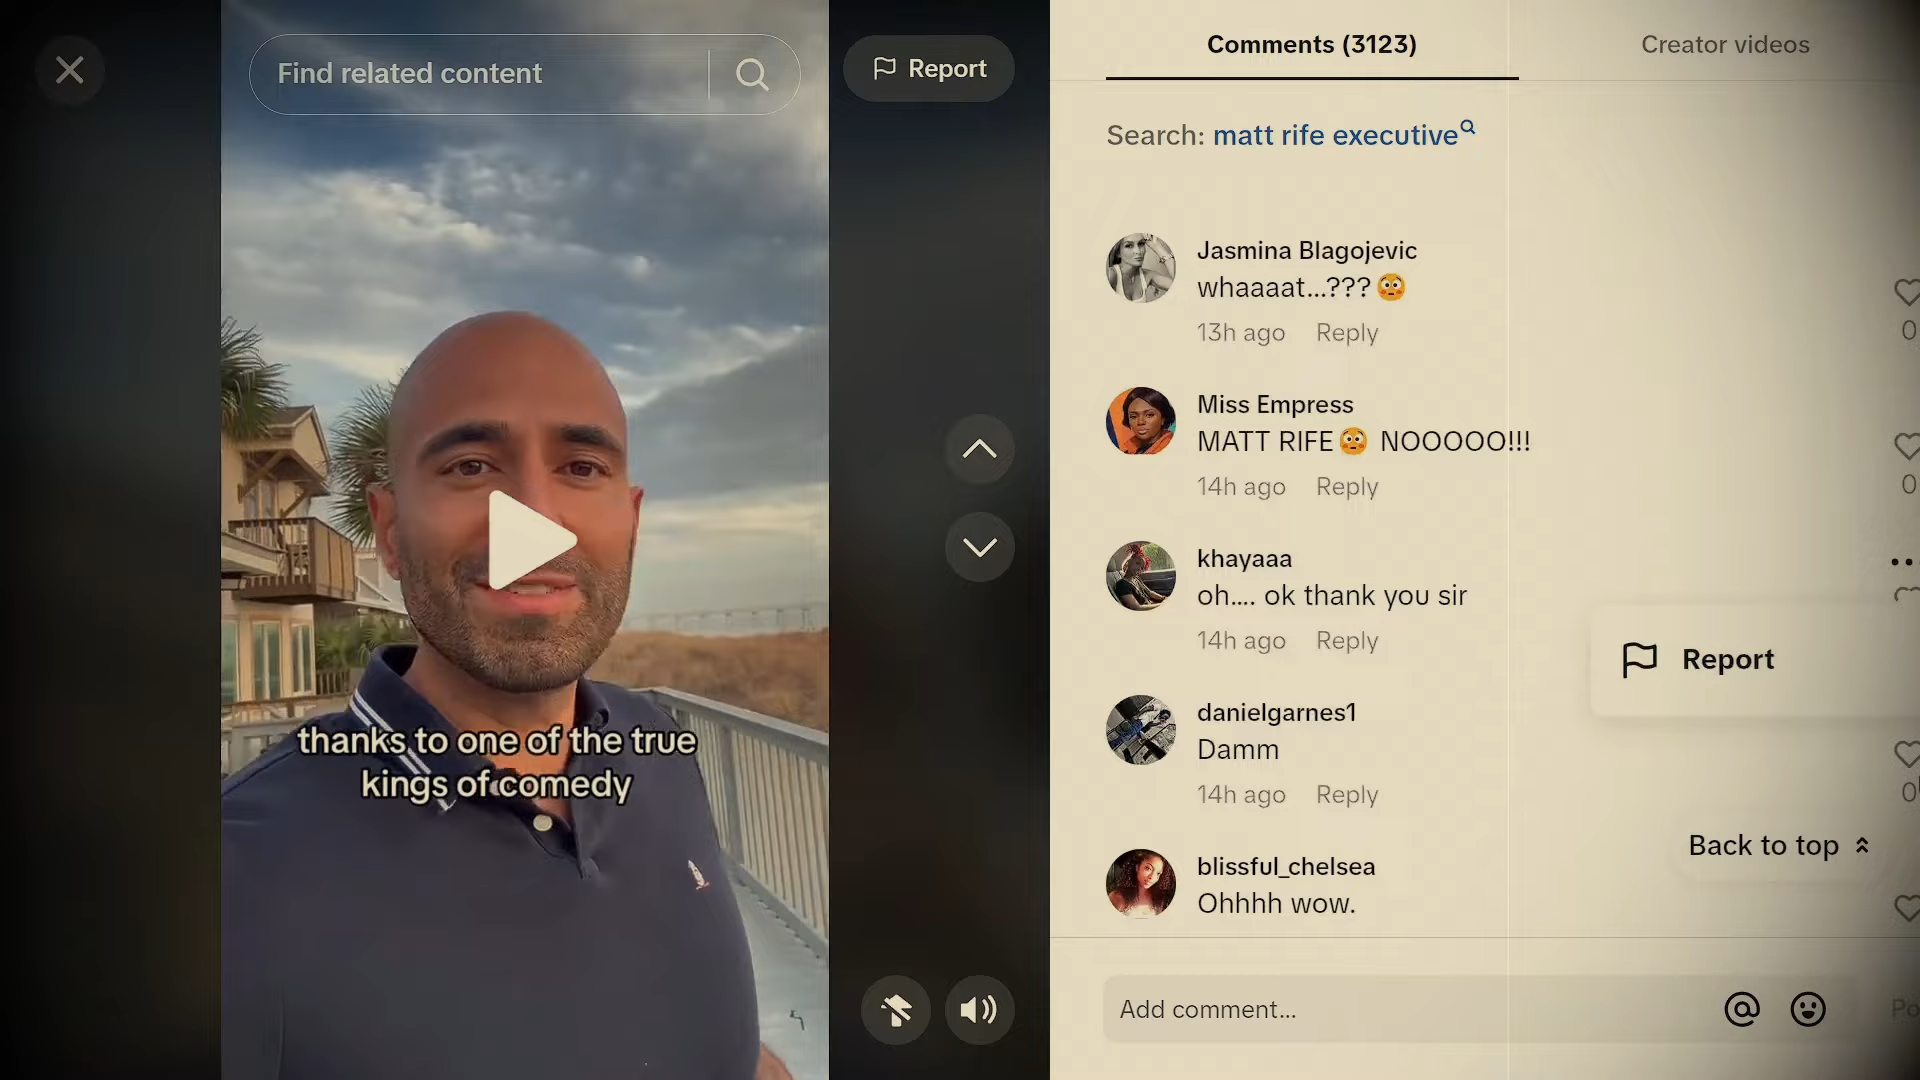 Find related content
Report
thanks to one of the true
kings of comedy
Comments (3123)
Creator videos
Search: matt rife executive
Jasmina Blagojevic
whaaaat...???😳
13h ago Reply
0
Miss Empress
MATT RIFE😳 NOOOOO!!!
14h ago Reply
0
khayaaa
oh.... ok thank you sir
14h ago Reply
Report
danielgarnes1
Damm
14h ago Reply
0
Back to top
blissful_chelsea
Ohhhh wow.
Add comment...